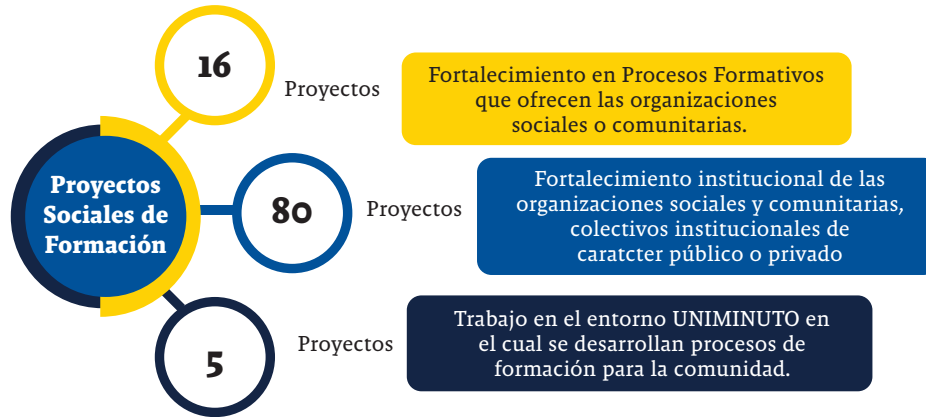 Proyectos
Sociales de
Formación
16
Proyectos
Fortalecimiento en Procesos Formativos
que ofrecen las organizaciones
sociales o comunitarias.
80
Proyectos
Fortalecimiento institucional de las
organizaciones sociales y comunitarias,
colectivos institucionales de
caratcter público o privado
5
Proyectos
Trabajo en el entorno UNIMINUTO en
el cual se desarrollan procesos de
formación para la comunidad.